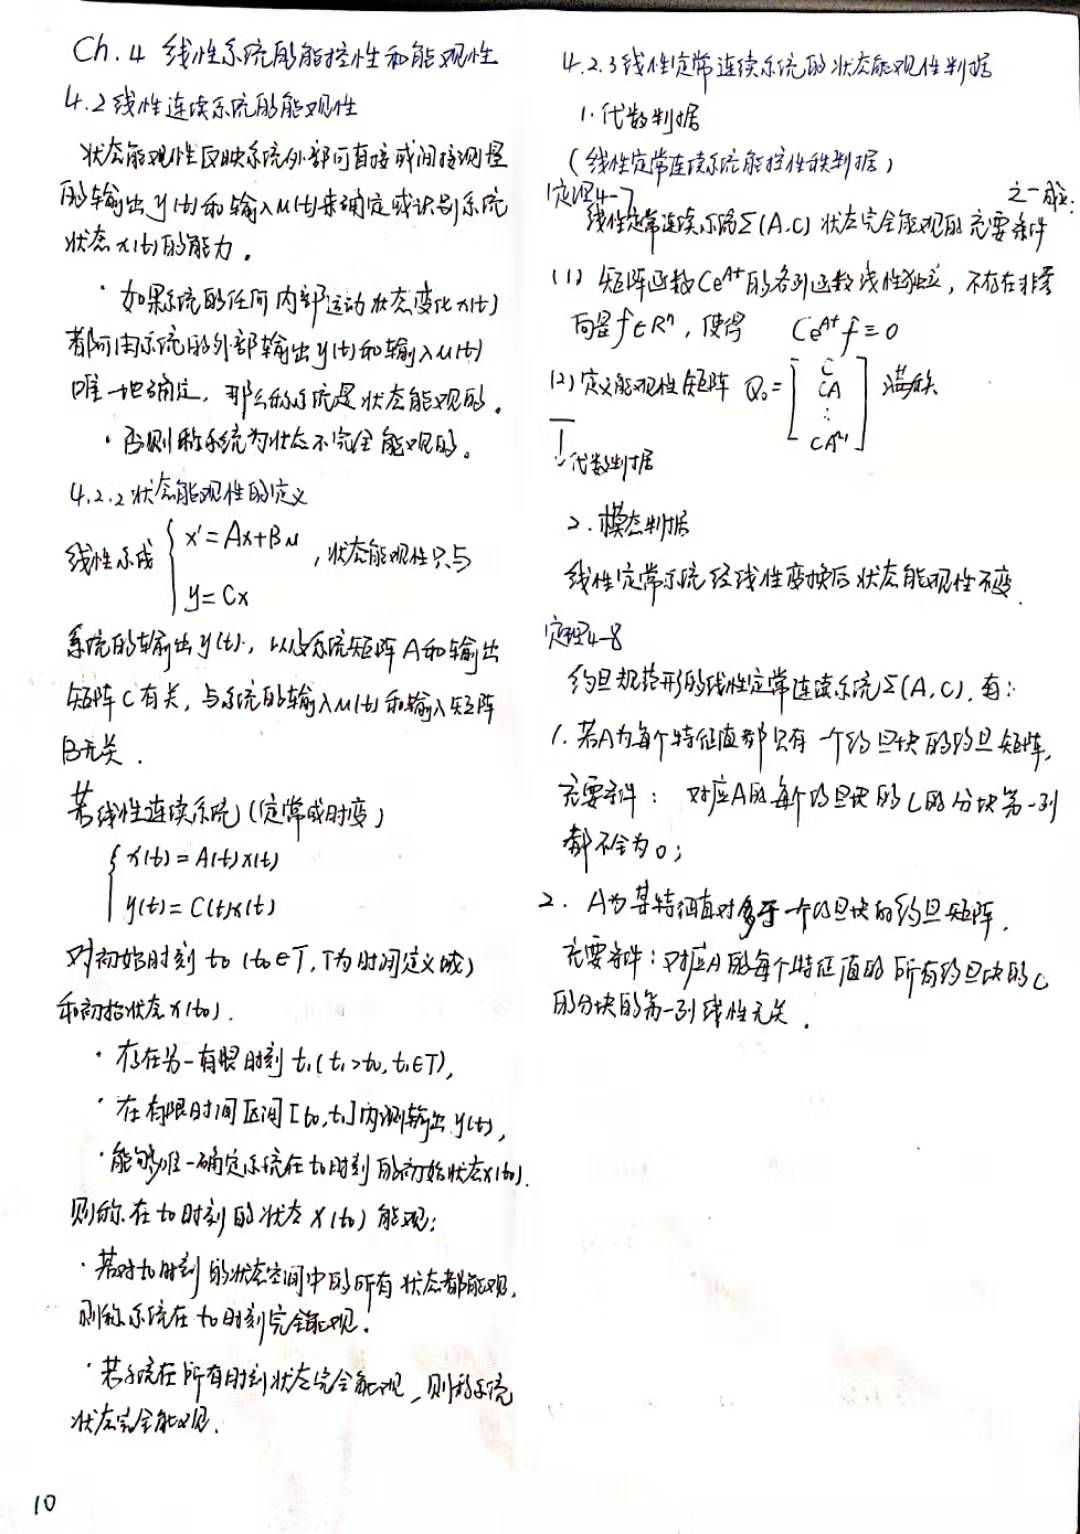 Ch.4 线性系统的能控性和能观性
4.2 线性连续系统的能观性
状态能观性反映系统外部可直接或间接测量
的输出y(t)和输入u(t)来确定或识别系统
状态x(t)的能力。
· 如果系统的任何内部运动状态变化x(t)
都可由系统的外部输出y(t)和输入u(t)
唯一地确定，那么称系统是状态能观的。
· 否则称系统为状态不完全能观的。
4.2.2 状态能观性的定义
线性系统 { x'=Ax+Bu ，状态能观性只与
y=Cx
系统的输出y(t)，以及系统矩阵A和输出
矩阵C有关，与系统的输入u(t)和输入矩阵
B无关.
若线性连续系统(定常或时变)
{ x(t)=A(t)x(t)
y(t)=C(t)x(t)
对初始时刻t₀(t₀∈T,T为时间定义域)
和初始状态x(t₀).
· 存在另一有限时刻t₁(t₁>t₀,t₁∈T),
· 在有限时间区间[t₀,t₁]内测输出y(t),
· 能够唯一确定系统在t₀时刻的初始状态x(t₀).
则称在t₀时刻的状态x(t₀)能观;
· 若对t₀时刻的状态空间中的所有状态都能观,
则称系统在t₀时刻完全能观.
· 若系统在所有时刻状态完全能观,则称系统
状态完全能观.
10
4.2.3 线性定常连续系统的状态能观性判据
1. 代数判据
(线性定常连续系统能控性秩判据)
定理4-7
线性定常连续系统Σ(A,C)状态完全能观的充要条件之一成立:
(1) 矩阵函数Ce^{At}的各列函数线性独立，不存在非零
向量f∈Rⁿ，使得 Ce^{At}f≡0
(2) 定义能观性矩阵 Q₀=[C CA ⋮ CA^{n-1}] 满秩
代数判据
2. 模态判据
线性定常系统经线性变换后状态能观性不变.
定理4-8
约旦规范形的线性定常连续系统Σ(A,C),有:
1. 若A为每个特征值都只有一个约旦块的约旦矩阵,
充要条件: 对应A的每个约旦块的C的分块第一列
都不全为0;
2. A为某特征值对多于一个约旦块的约旦矩阵.
充要条件:对应A的每个特征值的所有约旦块的C
的分块的第一列线性无关.